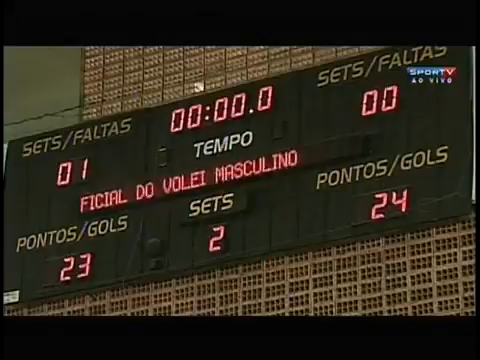 SPORTV
AO VIVO
SETS/FALTAS
00:00.0
SETS/FALTAS
01
TEMPO
00
FICIAL DO VOLEI MASCULINO
PONTOS/GOLS
SETS
PONTOS/GOLS
23
2
24